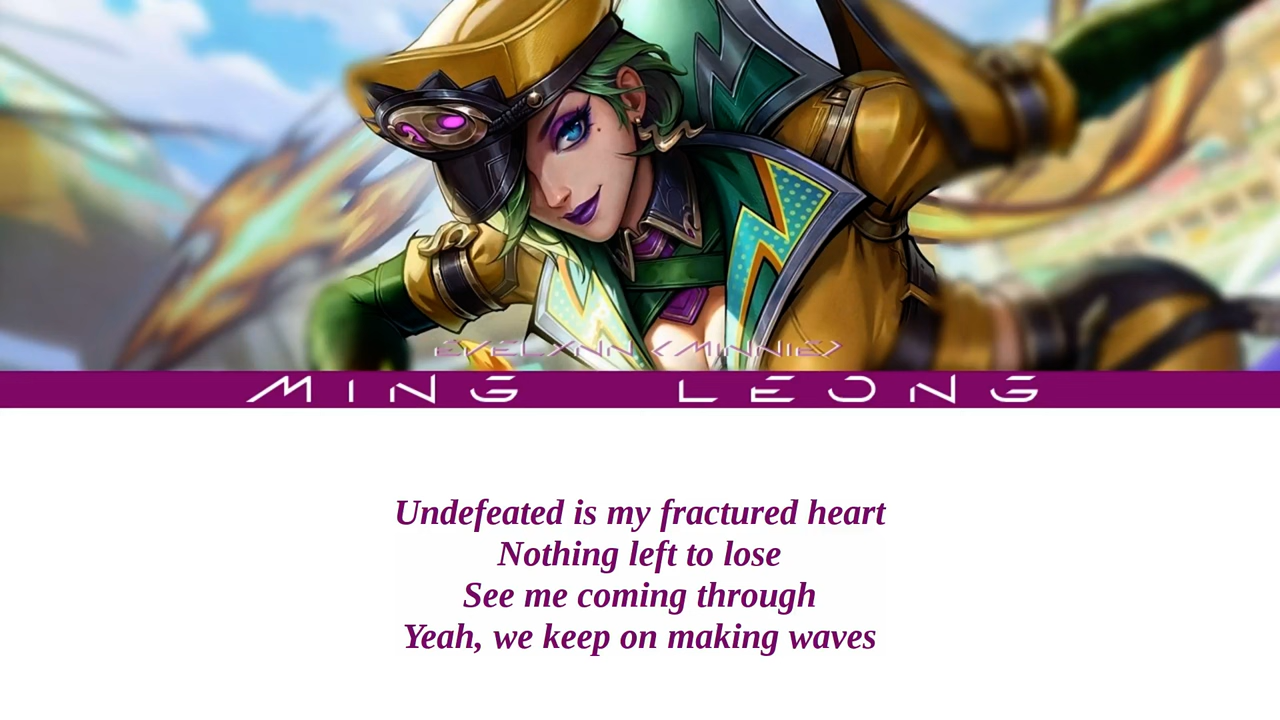 EVELYNN <MINNIE>
MING LEONG
Undefeated is my fractured heart
Nothing left to lose
See me coming through
Yeah, we keep on making waves